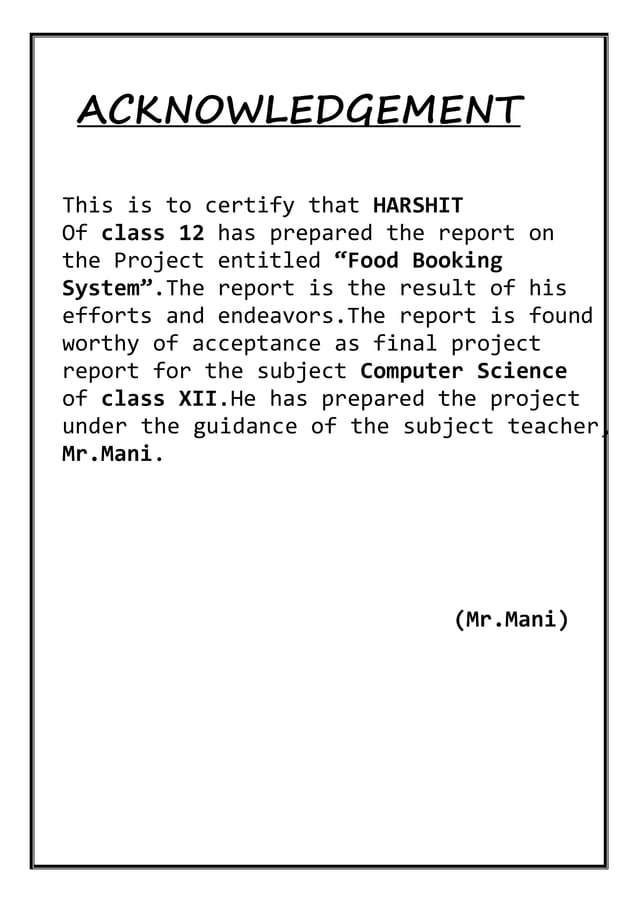 ACKNOWLEDGEMENT
This is to certify that HARSHIT
Of class 12 has prepared the report on
the Project entitled “Food Booking
System”.The report is the result of his
efforts and endeavors.The report is found
worthy of acceptance as final project
report for the subject Computer Science
of class XII.He has prepared the project
under the guidance of the subject teacher,
Mr.Mani.
(Mr.Mani)